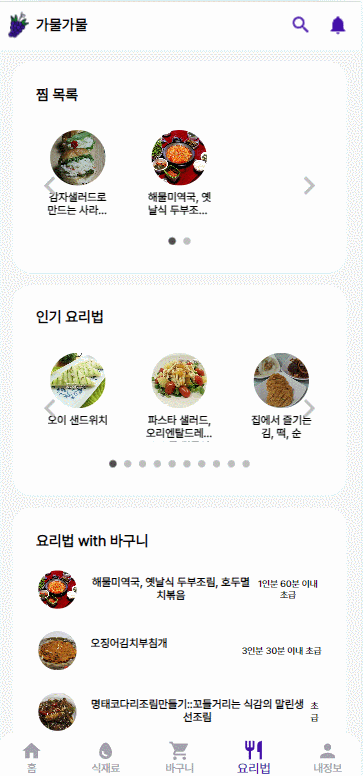 가물가물
찜 목록
감자샐러드로
만드는 사라...
해물미역국, 옛
날식 두부조...
인기 요리법
오이 샌드위치
파스타 샐러드,
오리엔탈드레...
집에서 즐기는
김, 떡, 순
요리법 with 바구니
해물미역국, 옛날식 두부조림, 호두멸
치볶음
1인분 60분 이내
초급
오징어김치부침개
3인분 30분 이내 초급
명태코다리조림만들기::꼬들거리는 식감의 말린생
선조림
초
급
홈
식재료
바구니
요리법
내정보